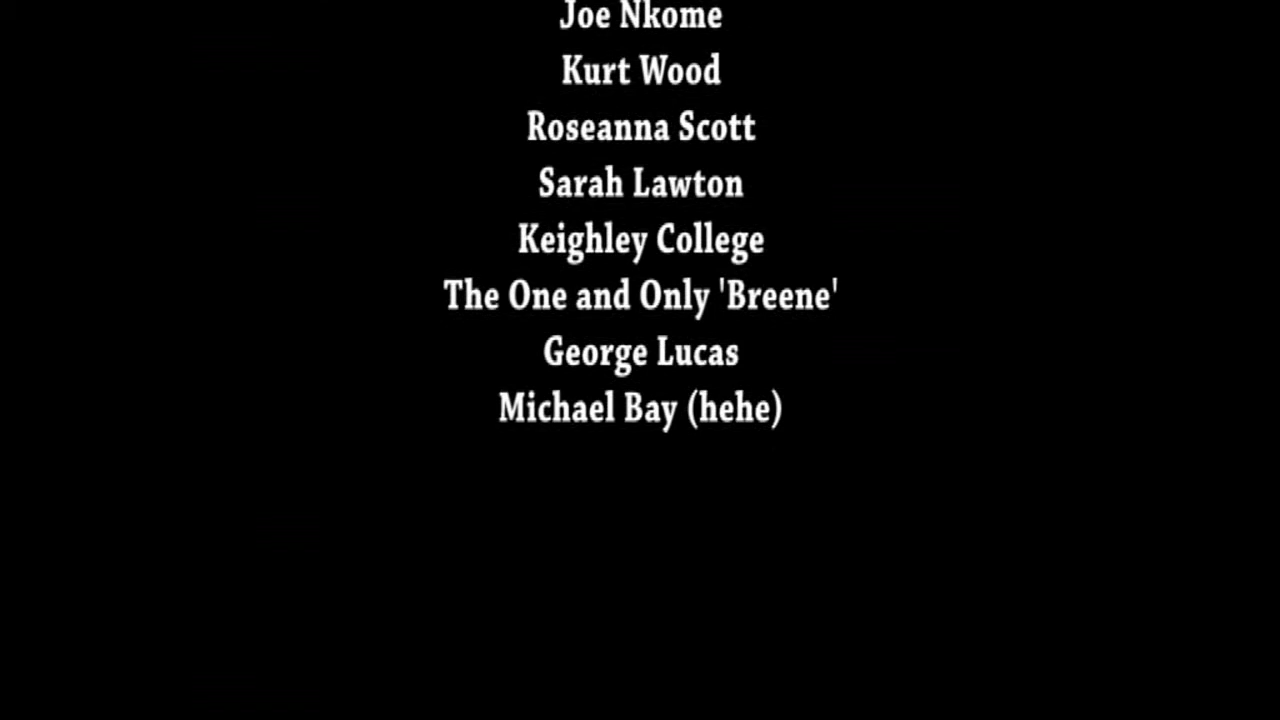 Joe Nkome
Kurt Wood
Roseanna Scott
Sarah Lawton
Keighley College
The One and Only 'Breene'
George Lucas
Michael Bay (hehe)